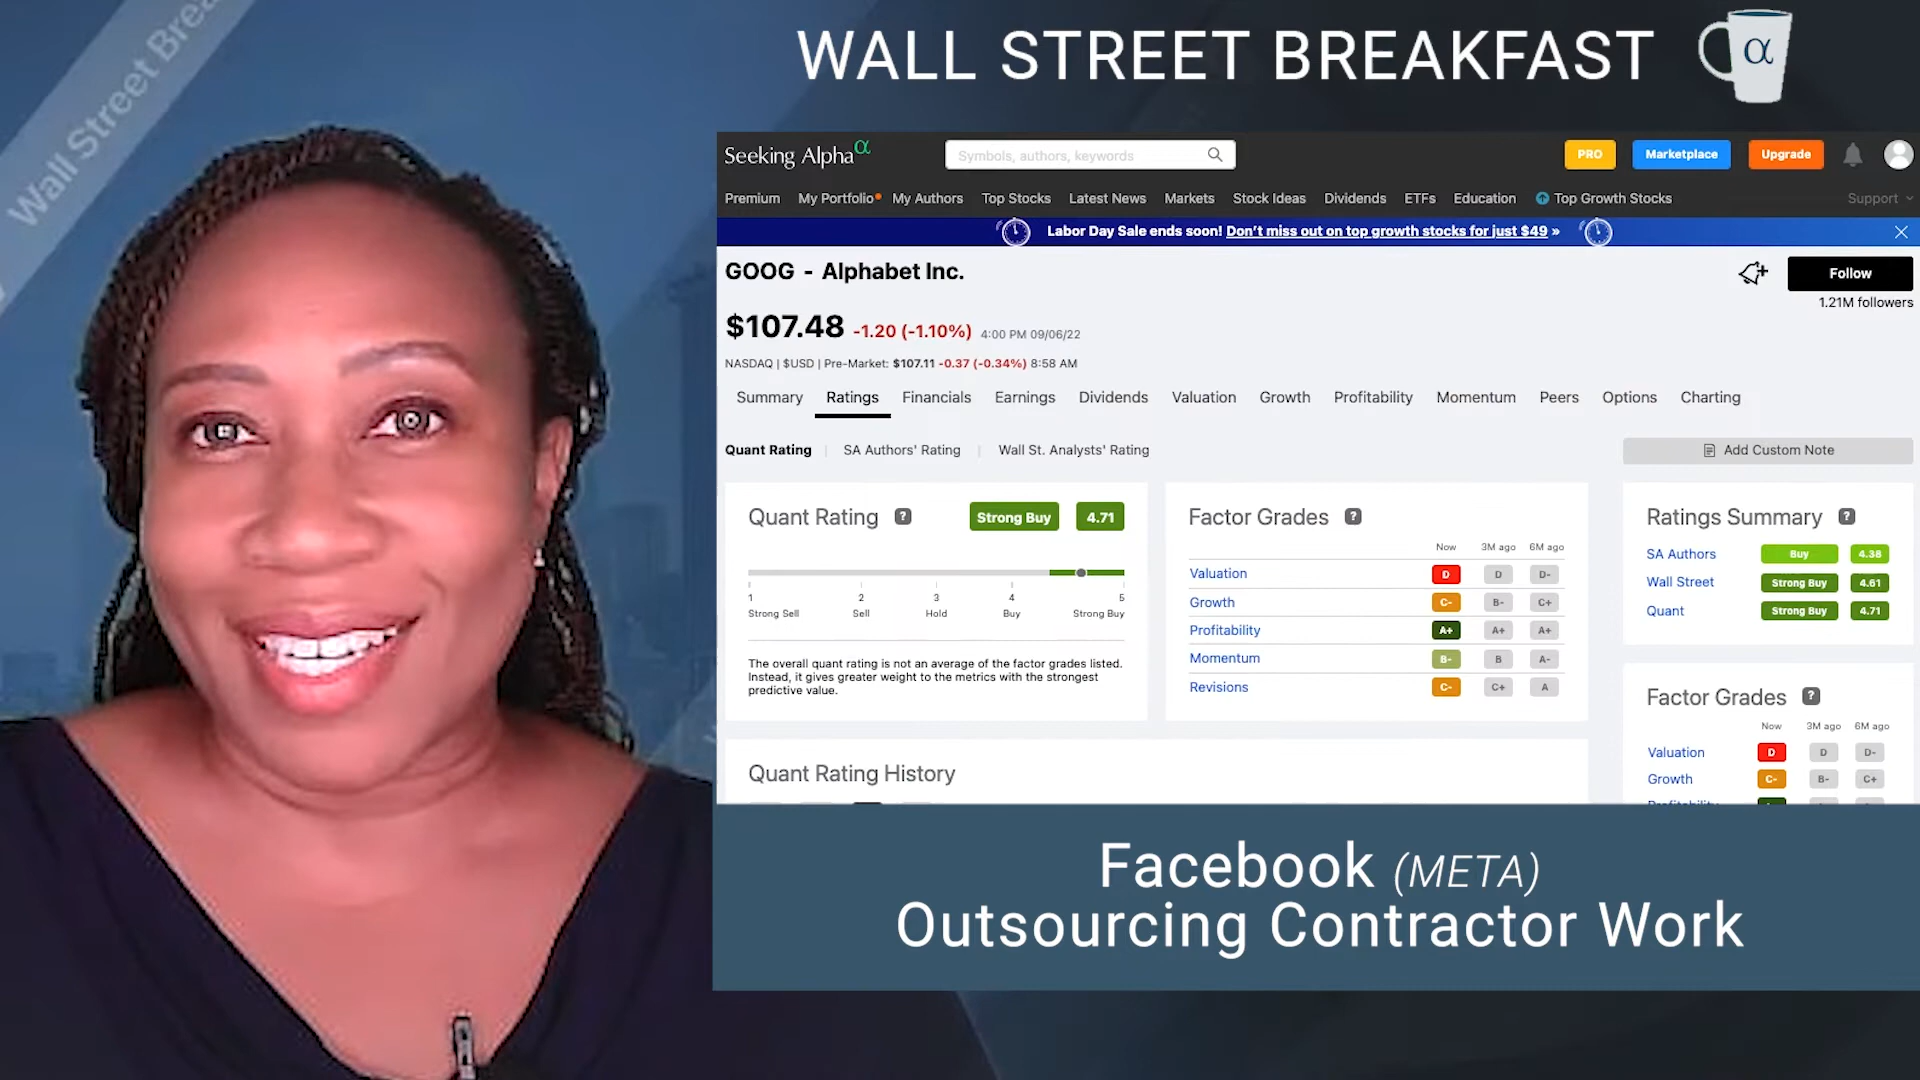 Wall Street Brea
WALL STREET BREAKFAST α
Seeking Alpha α
Symbols, authors, keywords
PRO
Marketplace
Upgrade
Premium My Portfolio My Authors Top Stocks Latest News Markets Stock Ideas Dividends ETFs Education Top Growth Stocks Support
Labor Day Sale ends soon! Don't miss out on top growth stocks for just $49 »
GOOG - Alphabet Inc.
Follow
1.21M followers
$107.48 -1.20 (-1.10%) 4:00 PM 09/06/22
NASDAQ | $USD | Pre-Market: $107.11 -0.37 (-0.34%) 8:58 AM
Summary Ratings Financials Earnings Dividends Valuation Growth Profitability Momentum Peers Options Charting
Quant Rating | SA Authors' Rating | Wall St. Analysts' Rating
Add Custom Note
Quant Rating ? Strong Buy 4.71
1 2 3 4 5
Strong Sell Sell Hold Buy Strong Buy
The overall quant rating is not an average of the factor grades listed.
Instead, it gives greater weight to the metrics with the strongest
predictive value.
Factor Grades ?
Now 3M ago 6M ago
Valuation D D D-
Growth C- B- C+
Profitability A+ A+ A+
Momentum B- B A-
Revisions C- C+ A
Ratings Summary ?
SA Authors Buy 4.38
Wall Street Strong Buy 4.61
Quant Strong Buy 4.71
Factor Grades ?
Now 3M ago 6M ago
Valuation D D D-
Growth C- B- C+
Quant Rating History
Facebook (META)
Outsourcing Contractor Work